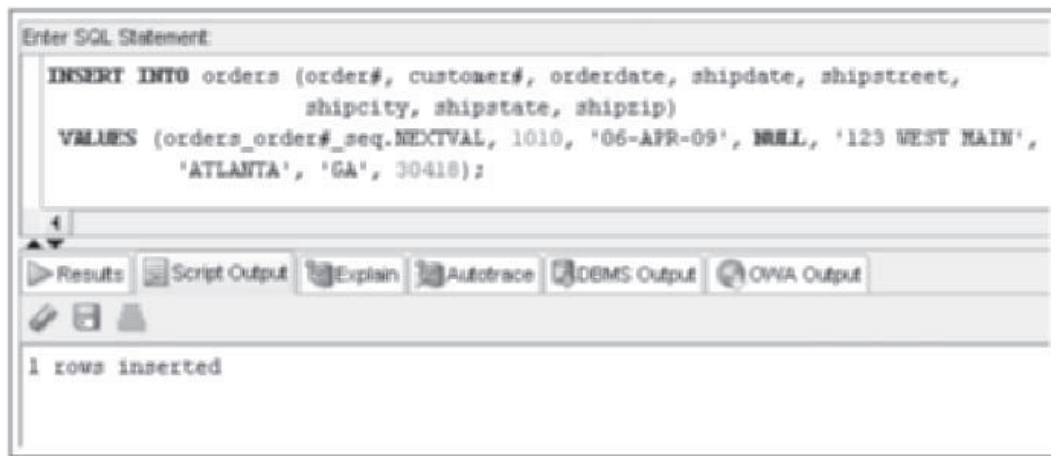 Enter SQL Statement:
INSERT INTO orders (order#, customer#, orderdate, shipdate, shipstreet,
shipcity, shipstate, shipzip)
VALUES (orders_order#_seq.NEXTVAL, 1010, '06-APR-09', NULL, '123 WEST MAIN',
'ATLANTA', 'GA', 30418);
Results Script Output Explain Autotrace DBMS Output OWA Output
1 rows inserted